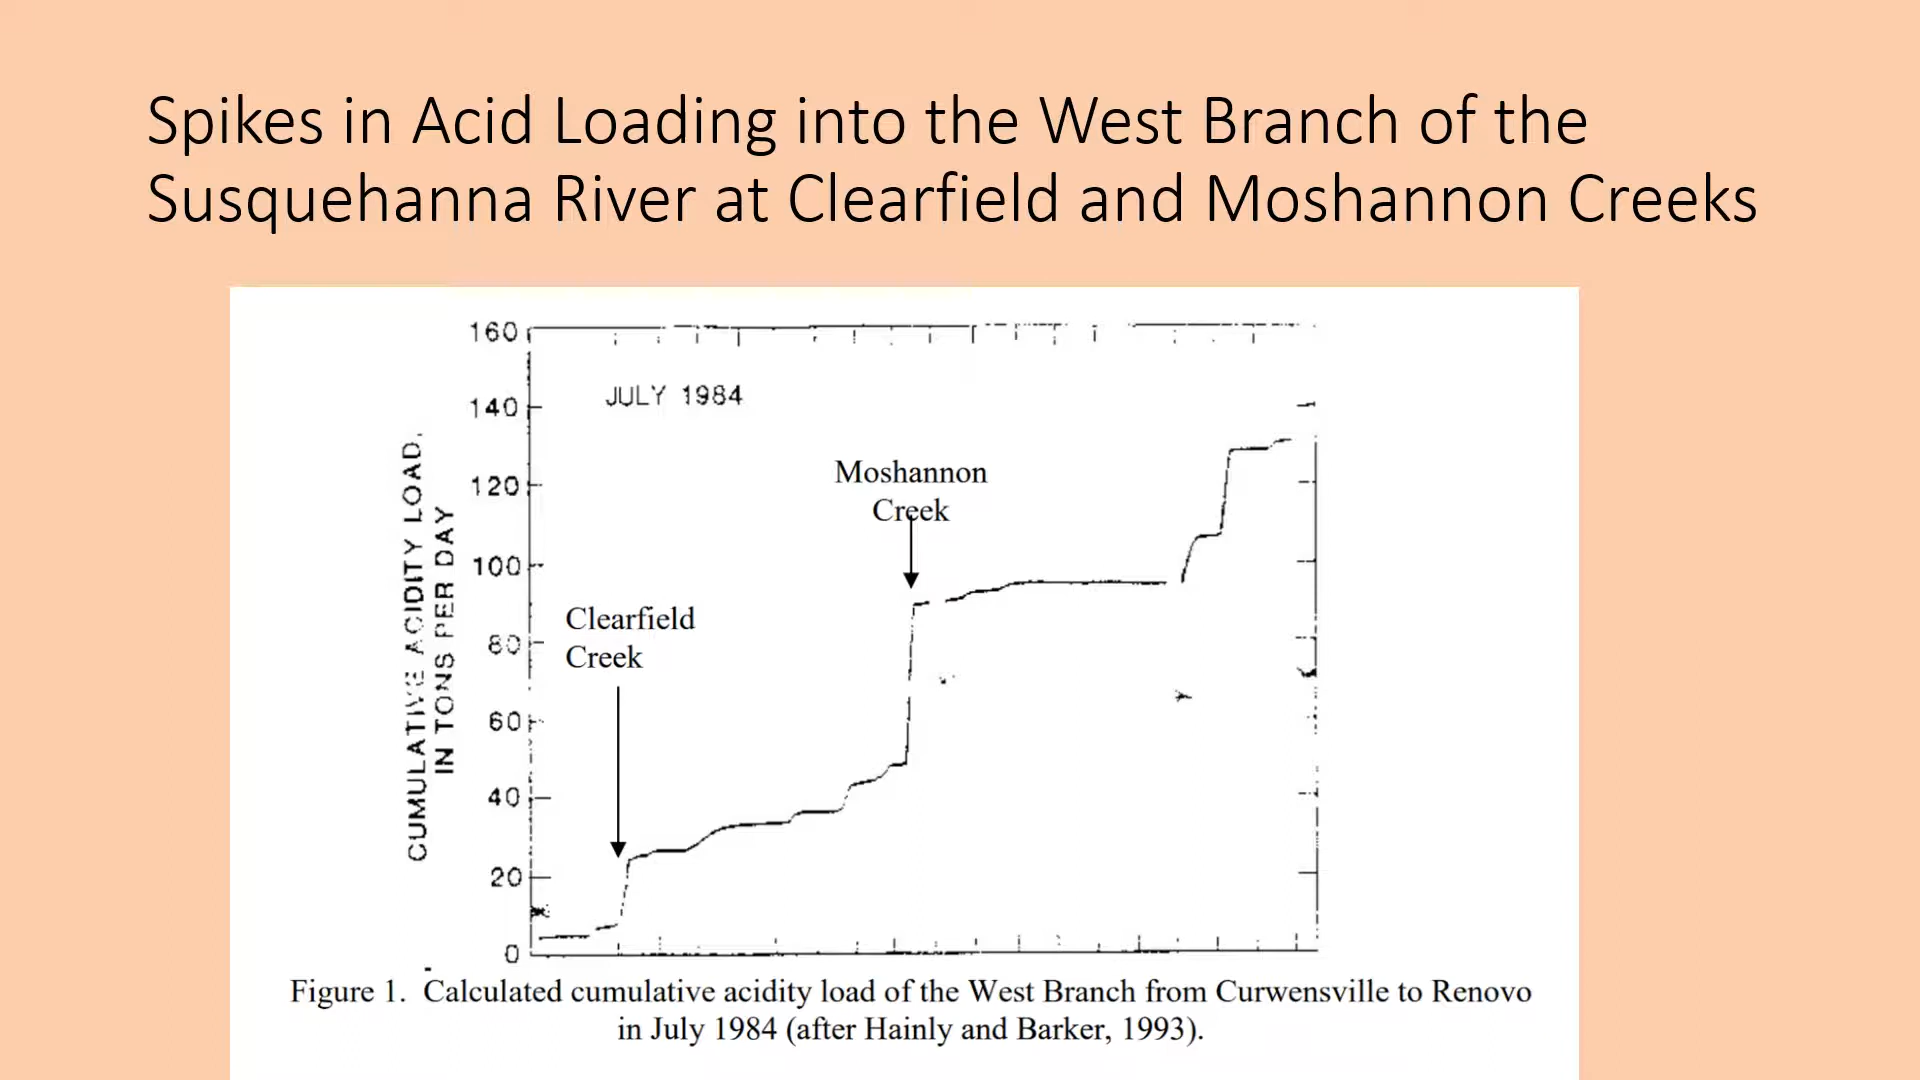 Spikes in Acid Loading into the West Branch of the
Susquehanna River at Clearfield and Moshannon Creeks
160
JULY 1984
140
Moshannon
Creek
120
100
Clearfield
Creek
80
60
40
20
0
CUMULATIVE ACIDITY LOAD,
IN TONS PER DAY
Figure 1. Calculated cumulative acidity load of the West Branch from Curwensville to Renovo
in July 1984 (after Hainly and Barker, 1993).